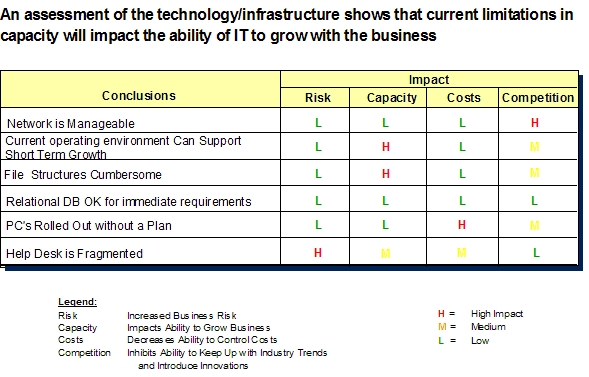 An assessment of the technology/infrastructure shows that current limitations in
capacity will impact the ability of IT to grow with the business
Impact
Conclusions Risk Capacity Costs Competition
Network is Manageable L L L H
Current operating environment Can Support
Short Term Growth L H L M
File Structures Cumbersome L H L M
Relational DB OK for immediate requirements L L L L
PC's Rolled Out without a Plan L L H M
Help Desk is Fragmented H M M L
Legend:
Risk Increased Business Risk H = High Impact
Capacity Impacts Ability to Grow Business M = Medium
Costs Decreases Ability to Control Costs L = Low
Competition Inhibits Ability to Keep Up with Industry Trends
and Introduce Innovations